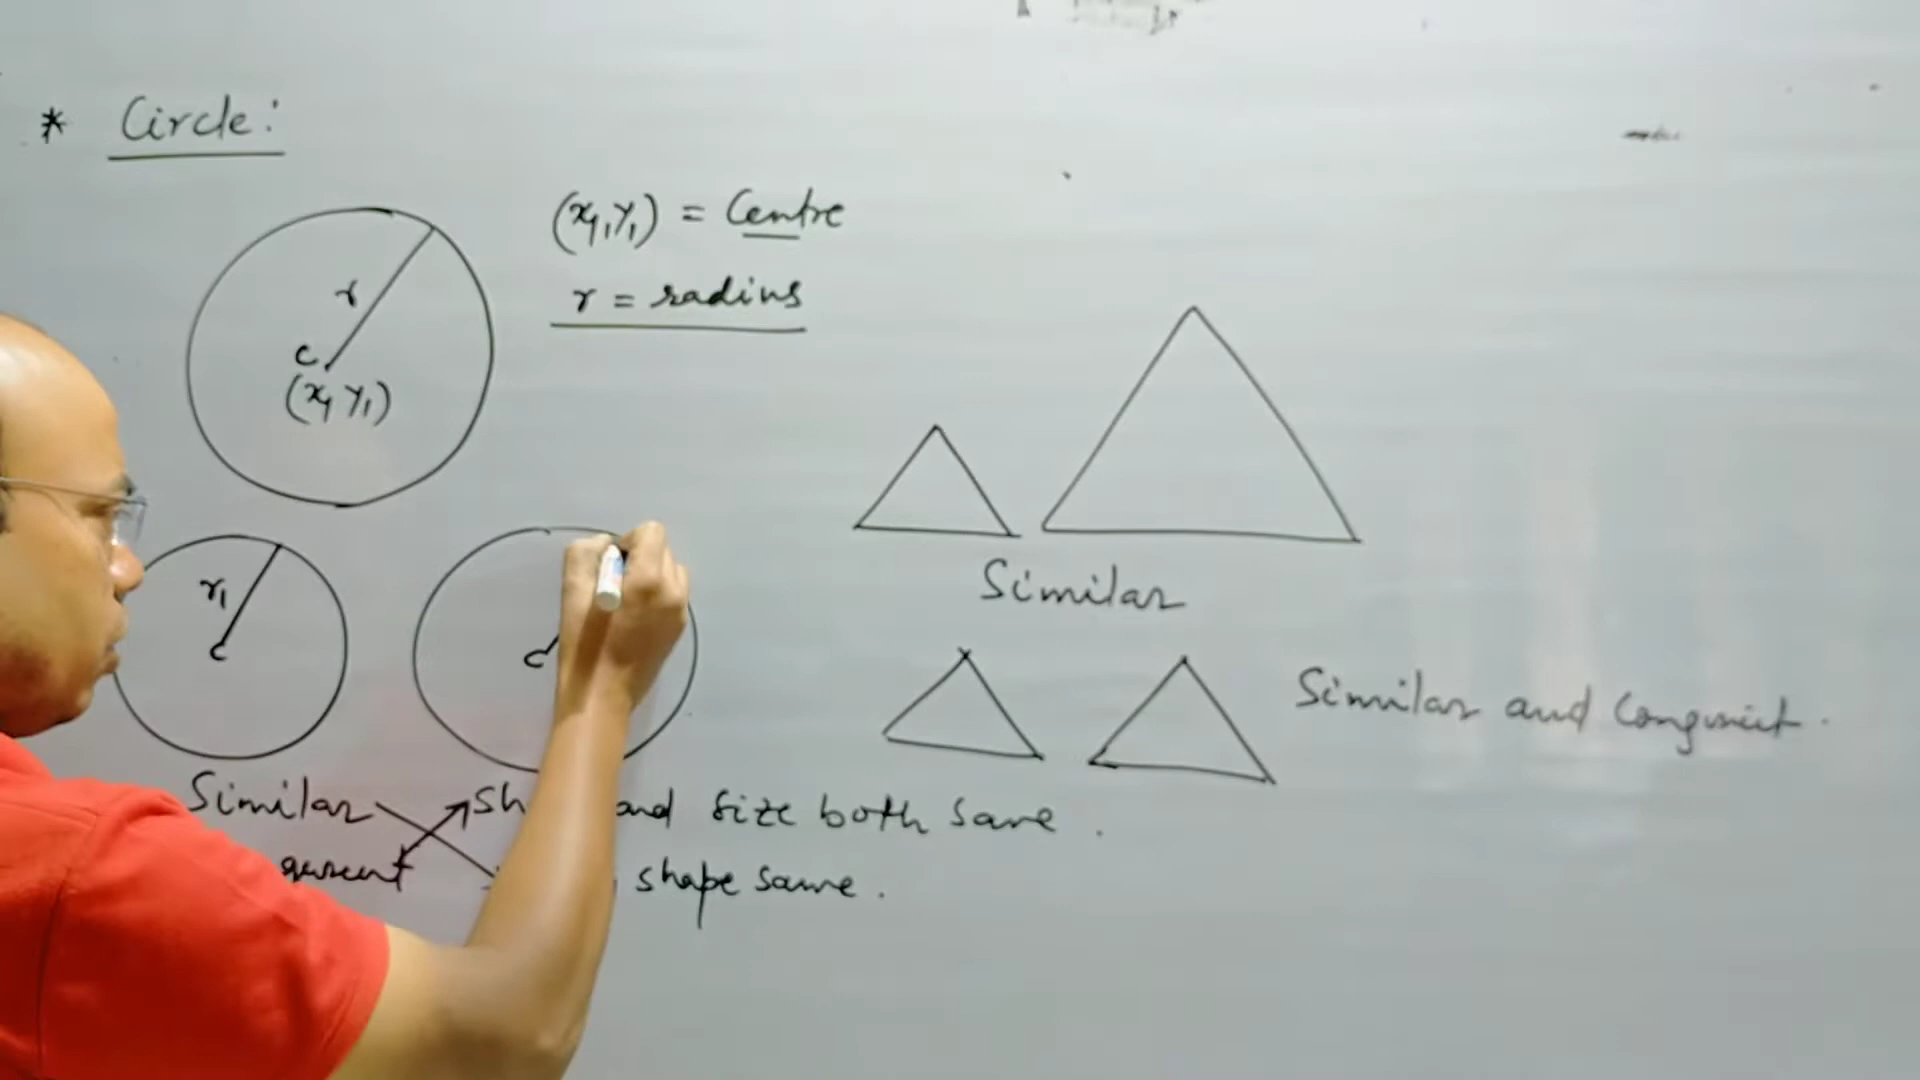 * Circle:
(x₁, y₁) = Centre
r = radius
r
C
(x₁ y₁)
r₁
C
C
Similar
Similar and Congruent.
Similar
and size both same.
shape same.